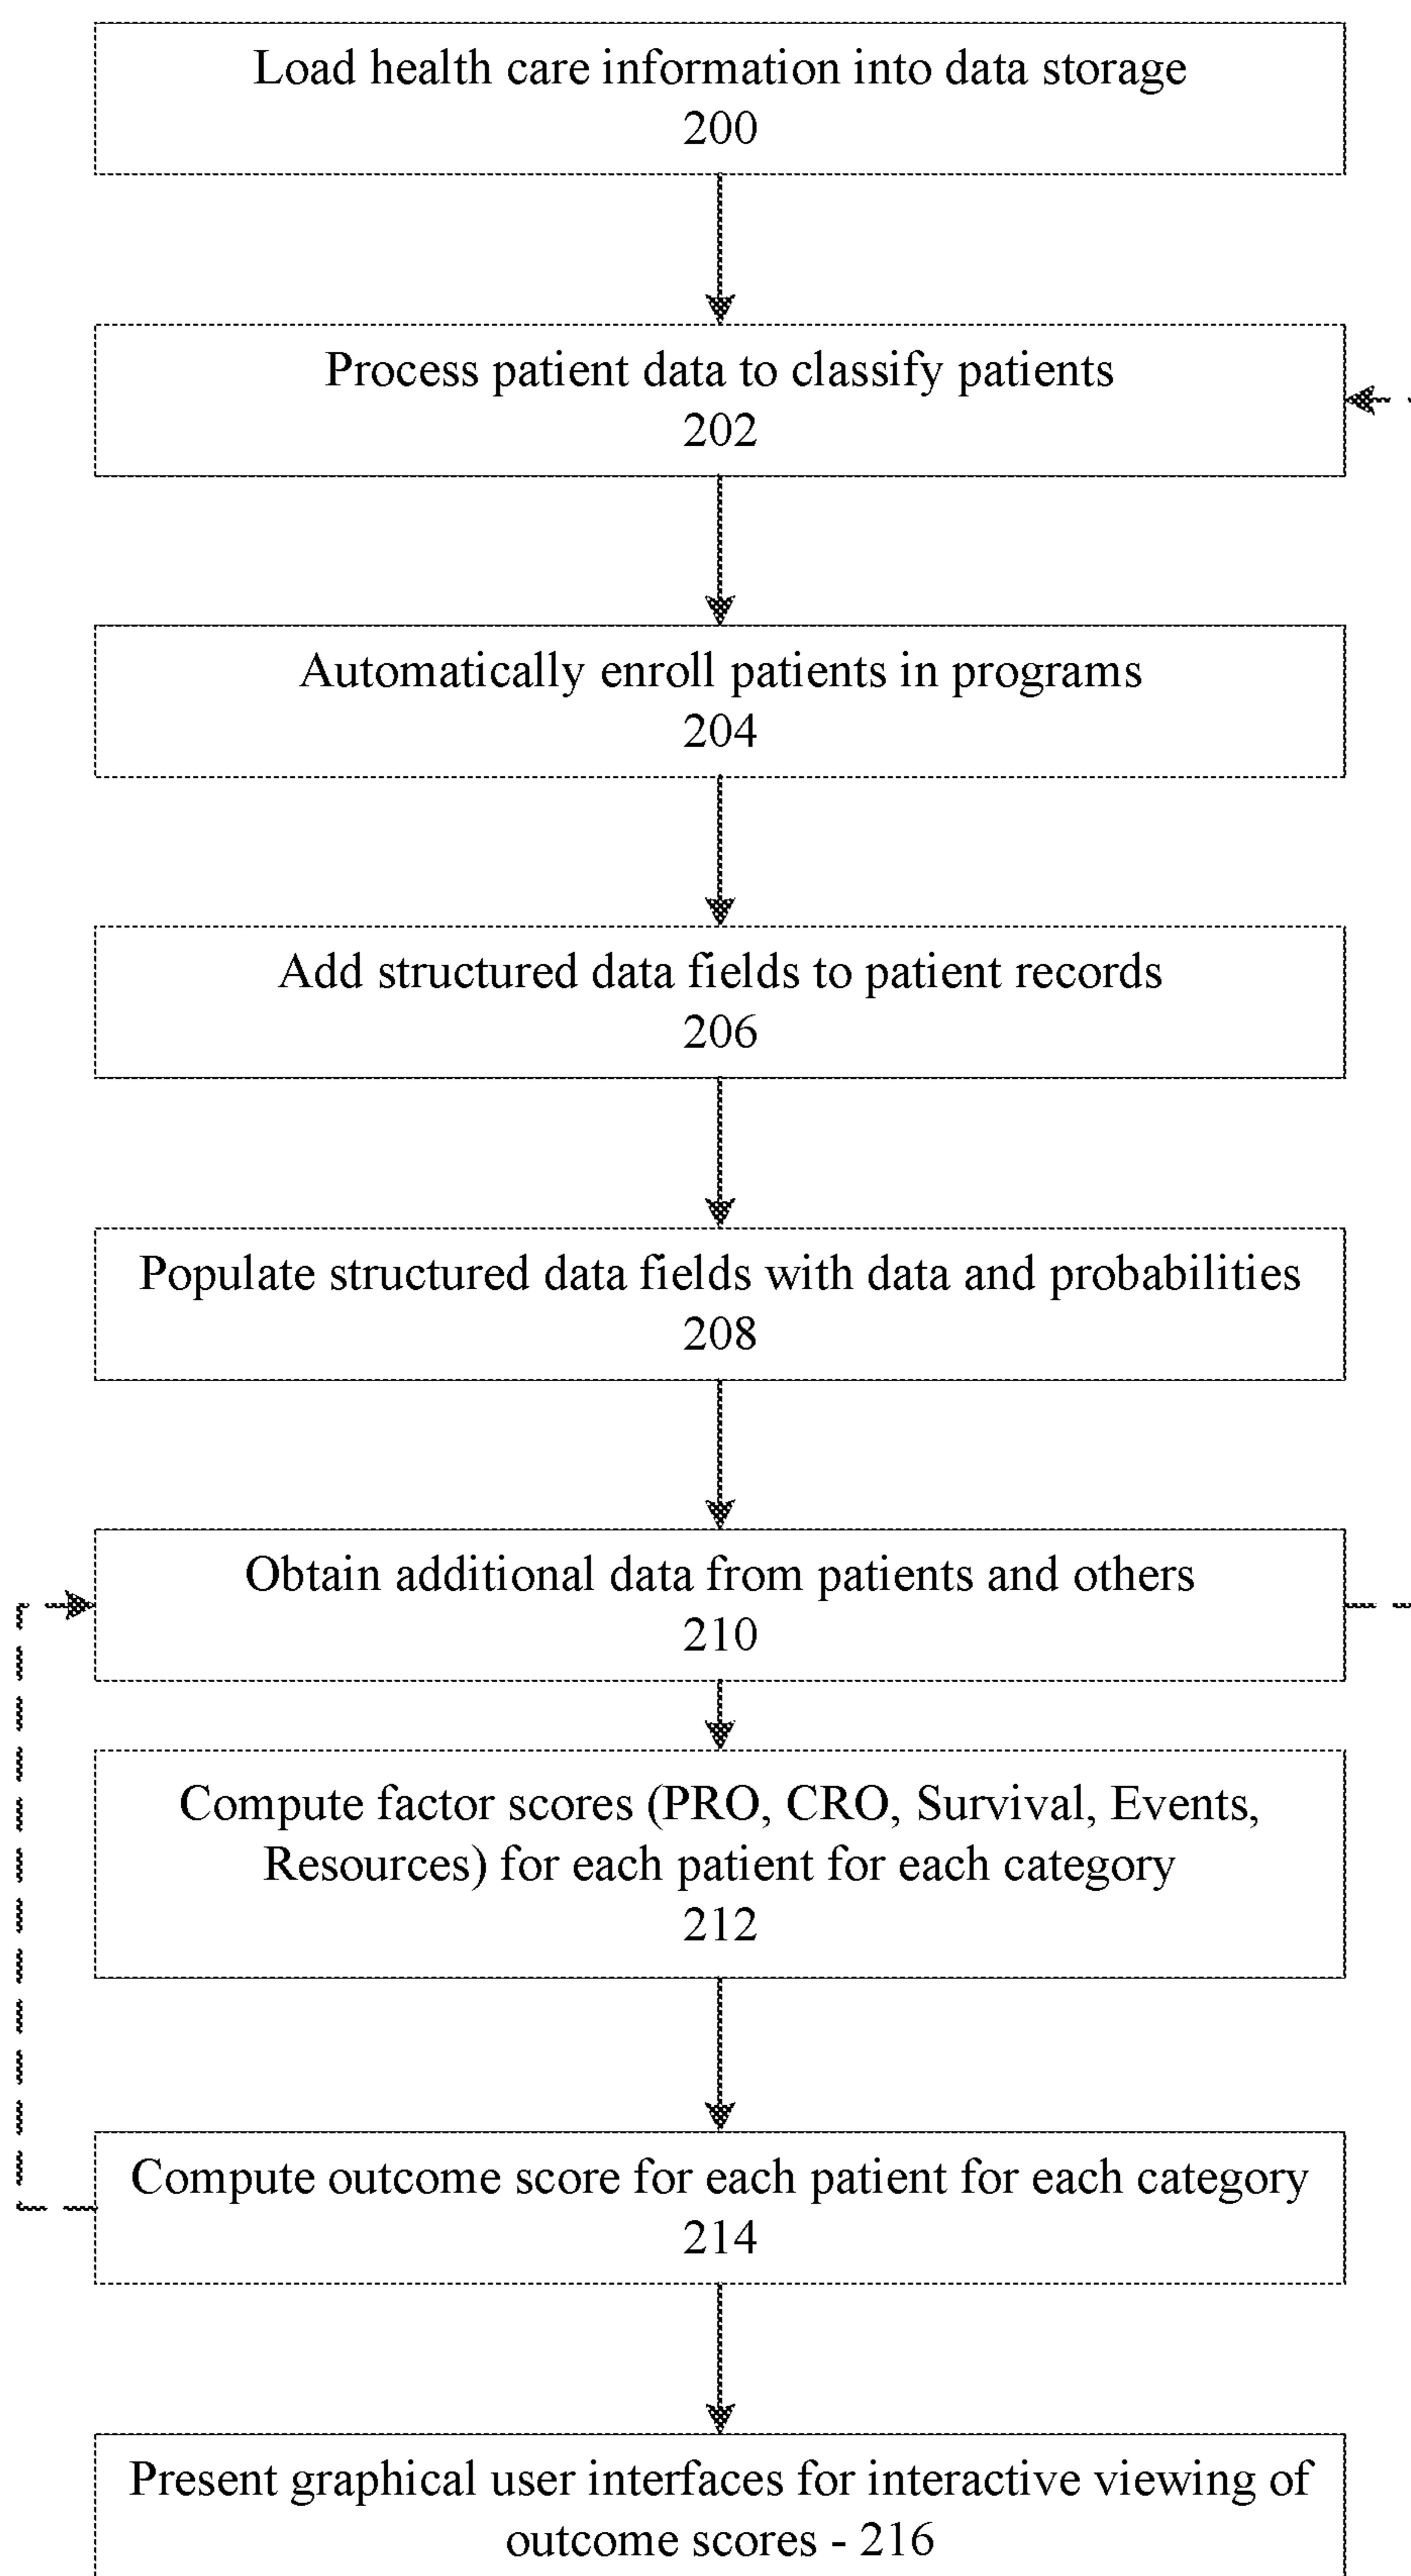 Load health care information into data storage
200
Process patient data to classify patients
202
Automatically enroll patients in programs
204
Add structured data fields to patient records
206
Populate structured data fields with data and probabilities
208
Obtain additional data from patients and others
210
Compute factor scores (PRO, CRO, Survival, Events,
Resources) for each patient for each category
212
Compute outcome score for each patient for each category
214
Present graphical user interfaces for interactive viewing of
outcome scores - 216